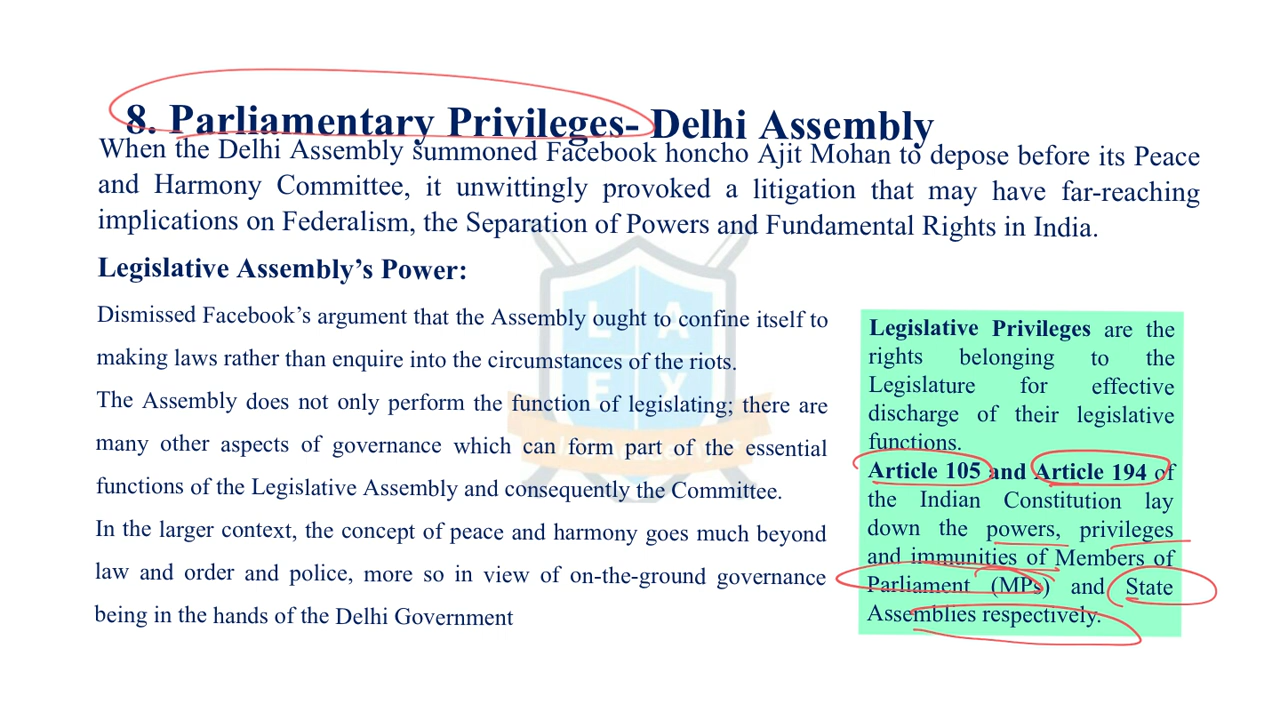 8. Parliamentary Privileges- Delhi Assembly
When the Delhi Assembly summoned Facebook honcho Ajit Mohan to depose before its Peace
and Harmony Committee, it unwittingly provoked a litigation that may have far-reaching
implications on Federalism, the Separation of Powers and Fundamental Rights in India.
Legislative Assembly's Power:
Dismissed Facebook's argument that the Assembly ought to confine itself to
making laws rather than enquire into the circumstances of the riots.
The Assembly does not only perform the function of legislating; there are
many other aspects of governance which can form part of the essential
functions of the Legislative Assembly and consequently the Committee.
In the larger context, the concept of peace and harmony goes much beyond
law and order and police, more so in view of on-the-ground governance
being in the hands of the Delhi Government
Legislative Privileges are the
rights belonging to the
Legislature for effective
discharge of their legislative
functions.
Article 105 and Article 194 of
the Indian Constitution lay
down the powers, privileges
and immunities of Members of
Parliament (MPs) and State
Assemblies respectively.
L A
E X